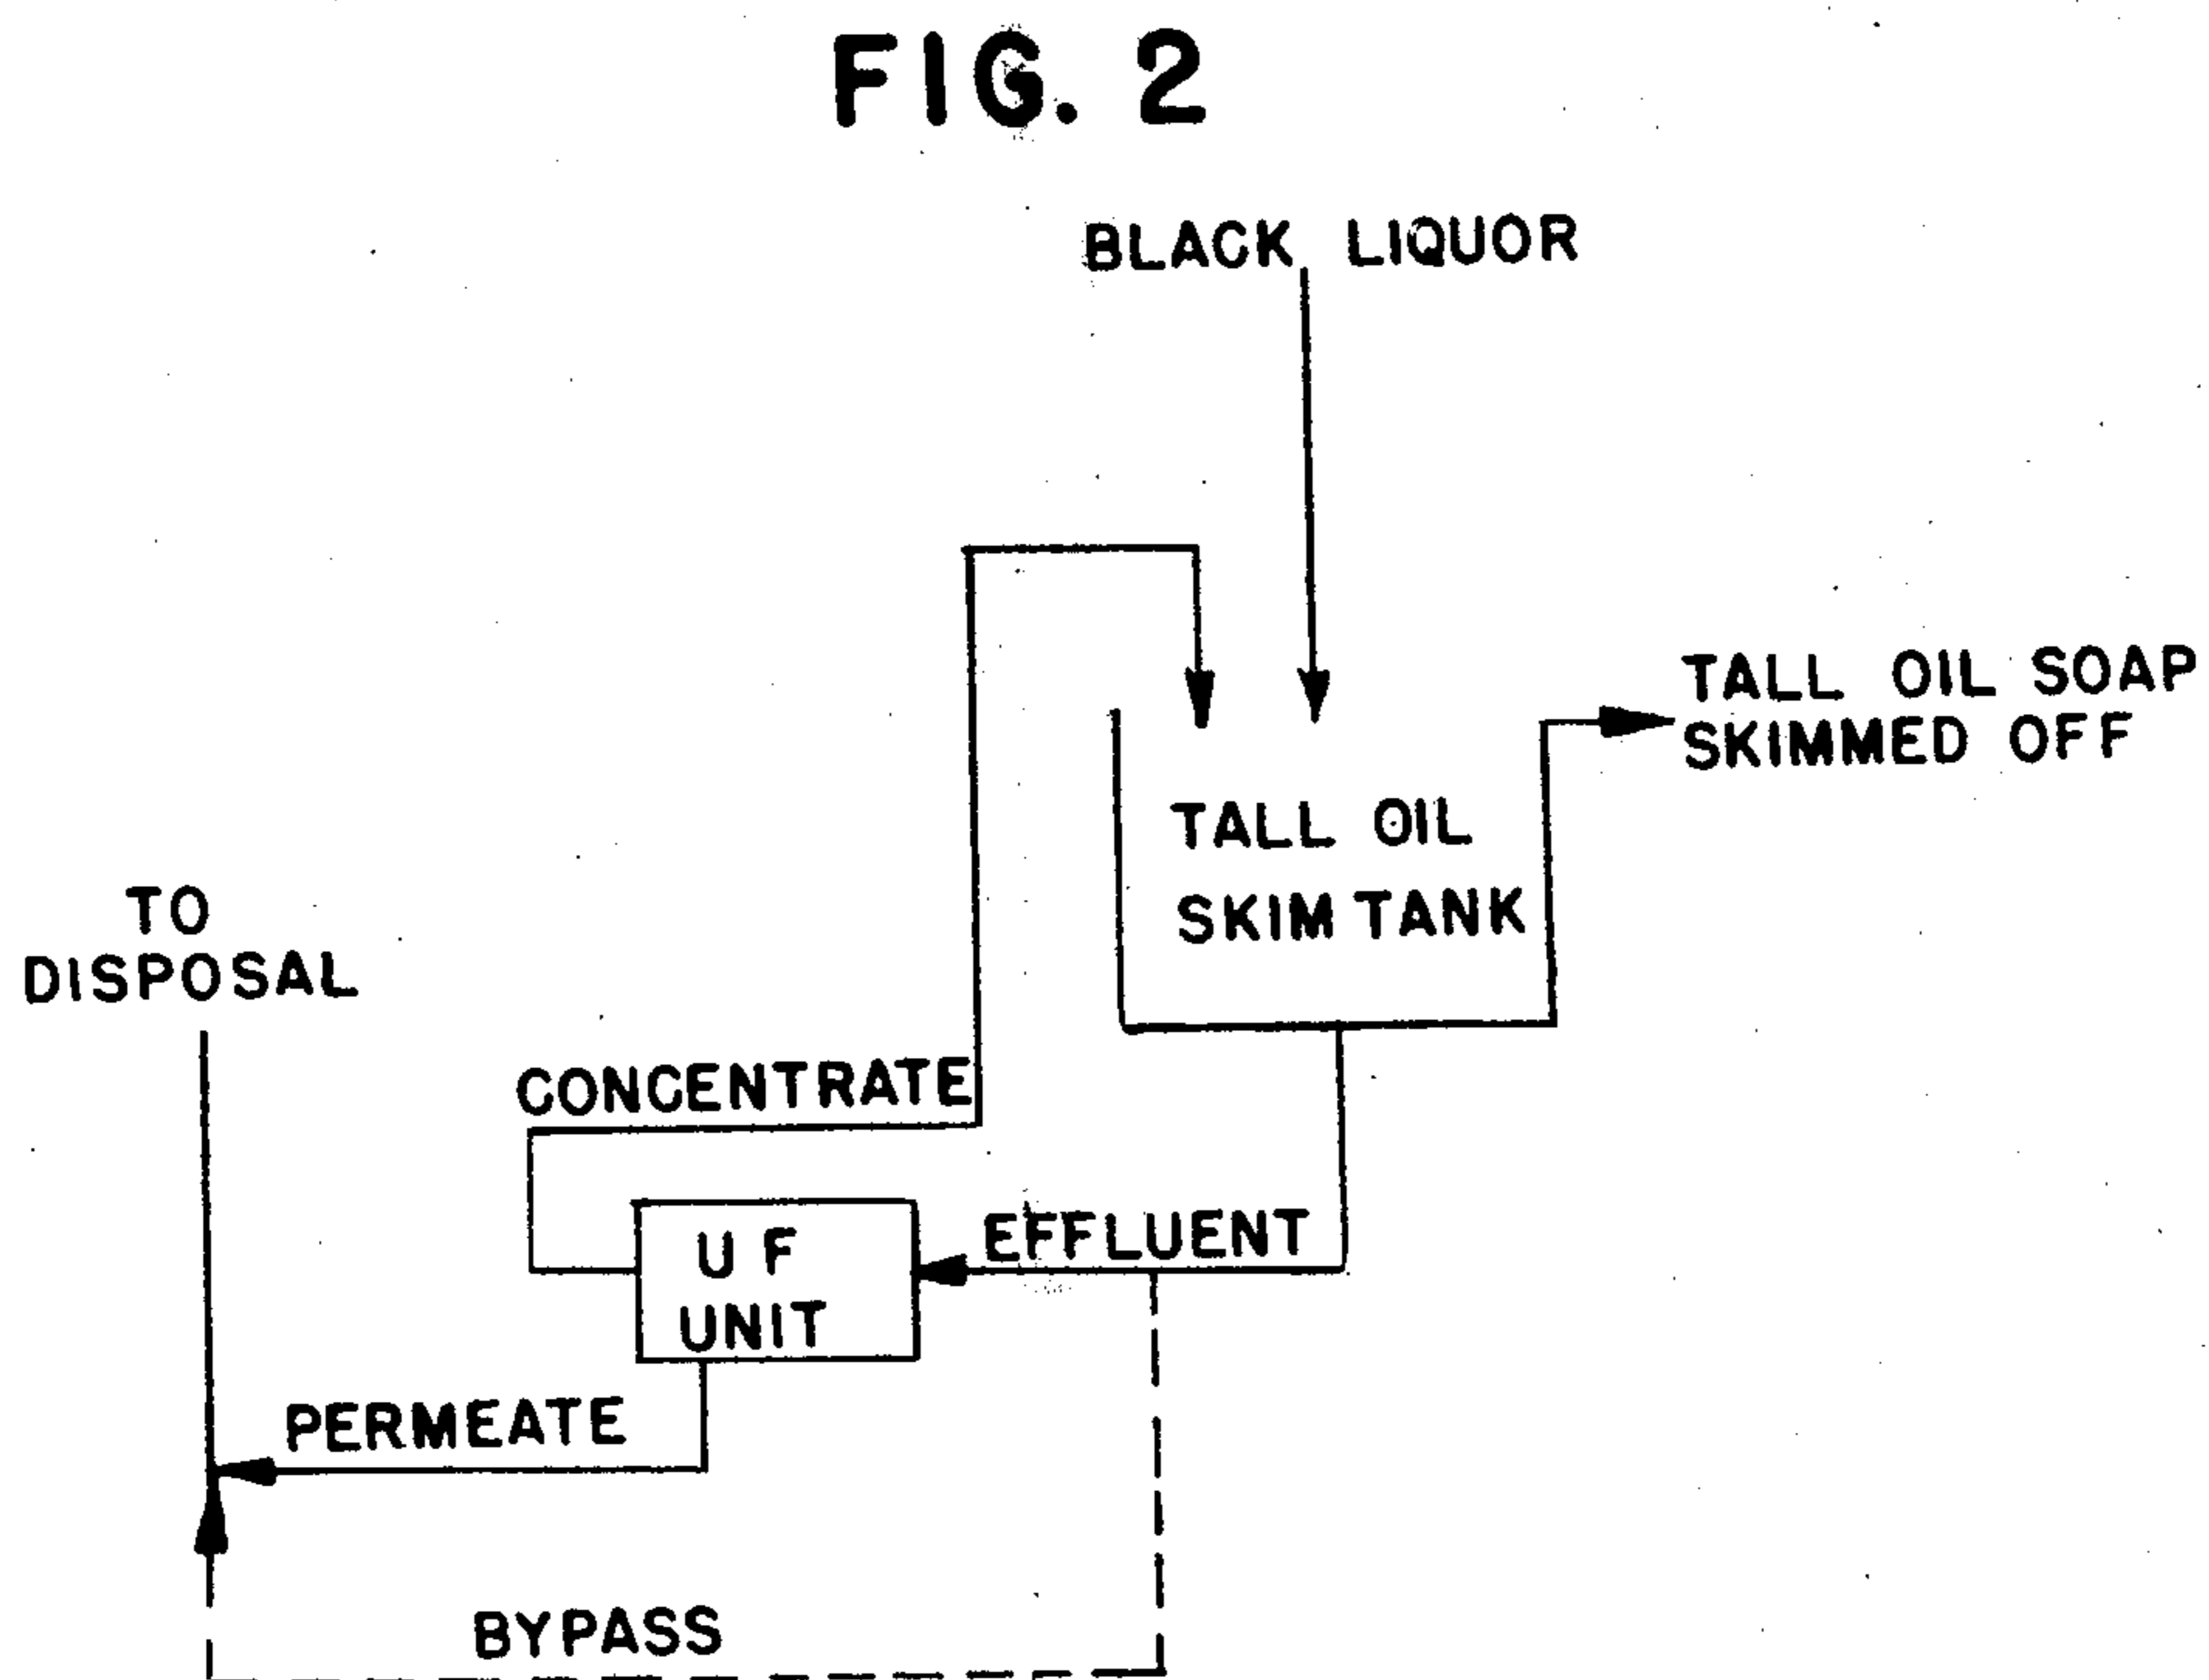 FIG. 2
BLACK LIQUOR
TALL OIL SOAP
SKIMMED OFF
TALL OIL
SKIM TANK
TO
DISPOSAL
CONCENTRATE
EFFLUENT
U F
UNIT
PERMEATE
BYPASS